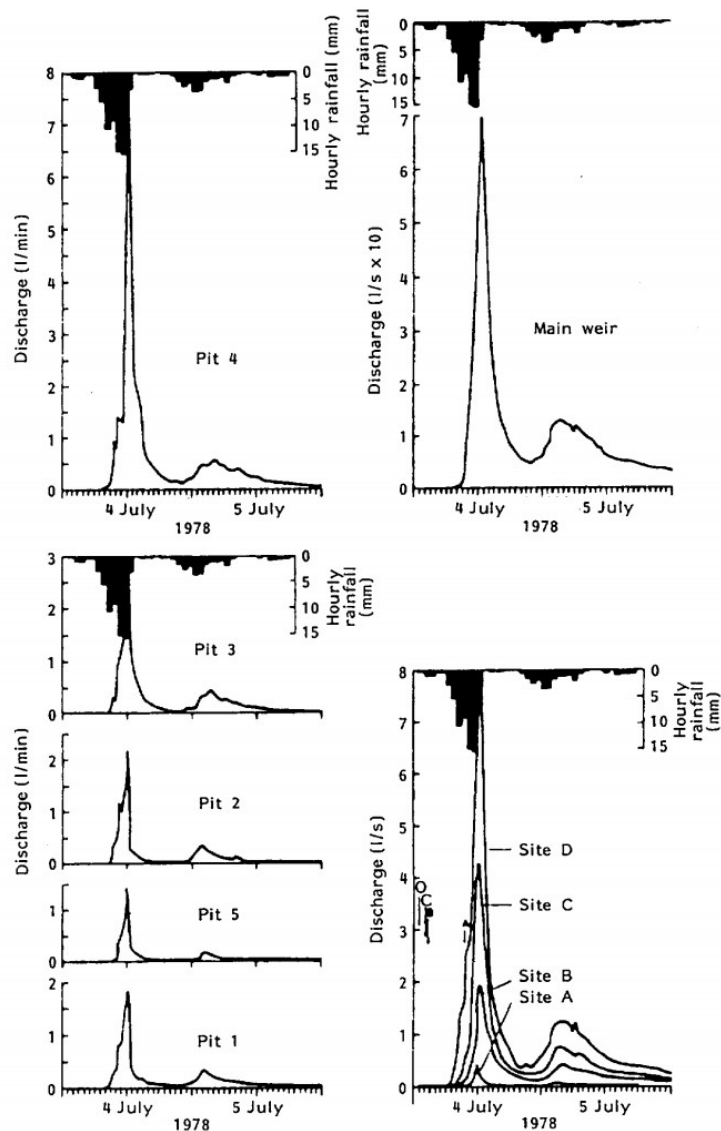 8
7
6
5
4
3
2
1
0
Discharge (l/min)
0
5
10
15
Hourly rainfall (mm)
Pit 4
4 July
5 July
1978
0
5
10
15
Hourly rainfall
(mm)
7
6
5
4
3
2
1
0
Discharge (l/s x 10)
Main weir
4 July
5 July
1978
3
2
1
0
0
5
10
15
Hourly
rainfall
(mm)
Pit 3
2
1
0
Pit 2
Discharge (l/min)
1
0
Pit 5
2
1
0
Pit 1
4 July
5 July
1978
8
7
6
5
4
3
2
1
0
Discharge (l/s)
0
5
10
15
Hourly
rainfall
(mm)
Site D
Site C
Site B
Site A
4 July
5 July
1978